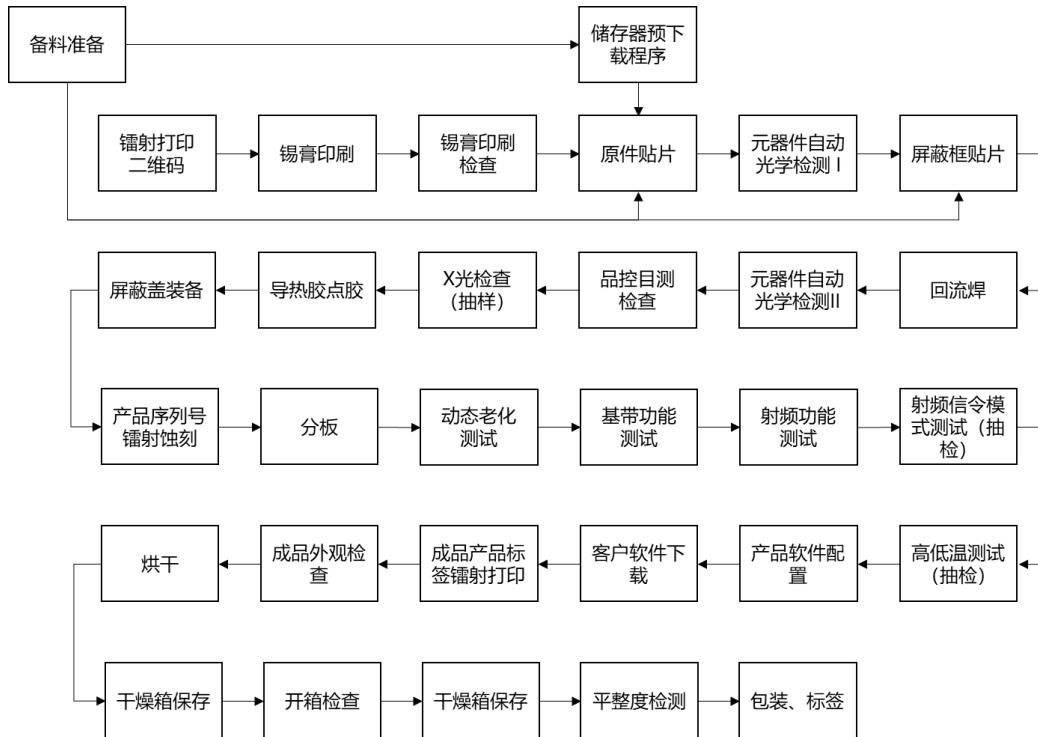 备料准备
储存器预下
载程序
镭射打印
二维码
锡膏印刷
锡膏印刷
检查
原件贴片
元器件自动
光学检测 I
屏蔽框贴片
屏蔽盖装备
导热胶点胶
X光检查
（抽样）
品控目测
检查
元器件自动
光学检测II
回流焊
产品序列号
镭射蚀刻
分板
动态老化
测试
基带功能
测试
射频功能
测试
射频信令模
式测试（抽
检）
烘干
成品外观检
查
成品产品标
签镭射打印
客户软件下
载
产品软件配
置
高低温测试
（抽检）
干燥箱保存
开箱检查
干燥箱保存
平整度检测
包装、标签